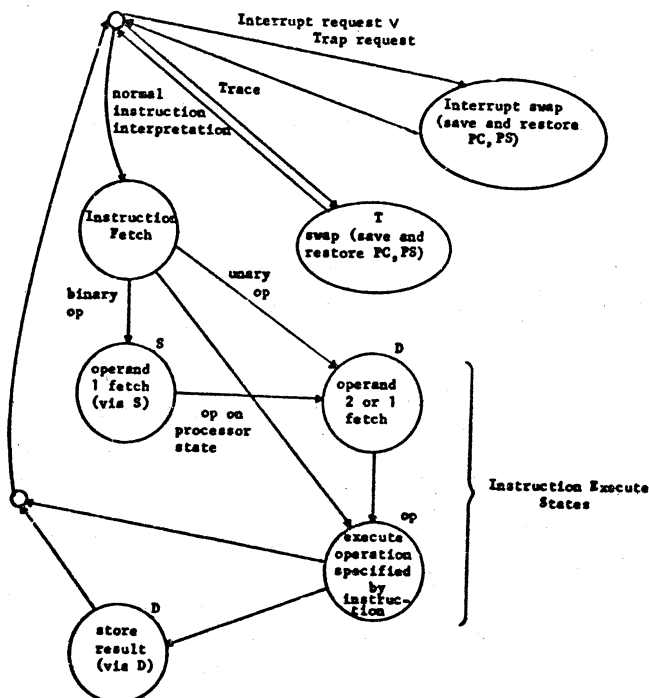 Interrupt request V
Trap request
normal
instruction
interpretation
Trace
Interrupt swap
(save and restore
PC,PS)
Instruction
Fetch
T
swap (save and
restore PC,PS)
unary
op
binary
op
S
operand
1 fetch
(via S)
D
operand
2 or 1
fetch
op on
processor
state
Instruction Execute
States
op
execute
operation
specified
by
instruc-
tion
D
store
result
(via D)